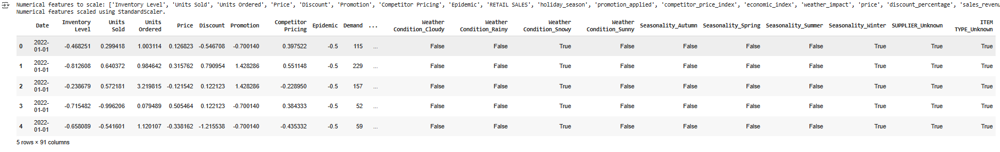 Numerical features to scale: ['Inventory Level', 'Units Sold', 'Units Ordered', 'Price', 'Discount', 'Promotion', 'Competitor Pricing', 'Epidemic', 'RETAIL SALES', 'holiday_season', 'promotion_applied', 'competitor_price_index', 'economic_index', 'weather_impact', 'price', 'discount_percentage', 'sales_revenu
Numerical features scaled using StandardScaler.
Date Inventory Level Units Sold Units Ordered Price Discount Promotion Competitor Pricing Epidemic Demand ... Weather Condition_Cloudy Weather Condition_Rainy Weather Condition_Snowy Weather Condition_Sunny Seasonality_Autumn Seasonality_Spring Seasonality_Summer Seasonality_Winter SUPPLIER_Unknown ITEM TYPE_Unknown
0 2022-01-01 -0.468251 0.299418 1.003114 0.126823 -0.546708 -0.700140 0.397522 -0.5 115 ... False False True False False False False True True True
1 2022-01-01 -0.812608 0.640372 0.984642 0.315762 0.790954 1.428286 0.551148 -0.5 229 ... False False True False False False False True True True
2 2022-01-01 -0.238679 0.572181 3.219815 -0.121542 0.122123 1.428286 -0.228950 -0.5 157 ... False False True False False False False True True True
3 2022-01-01 -0.715482 -0.996206 0.079489 0.505464 0.122123 -0.700140 0.384333 -0.5 52 ... False False True False False False False True True True
4 2022-01-01 -0.658089 -0.541601 1.120107 -0.338162 -1.215538 -0.700140 -0.435332 -0.5 59 ... False False True False False False False True True True
5 rows × 91 columns